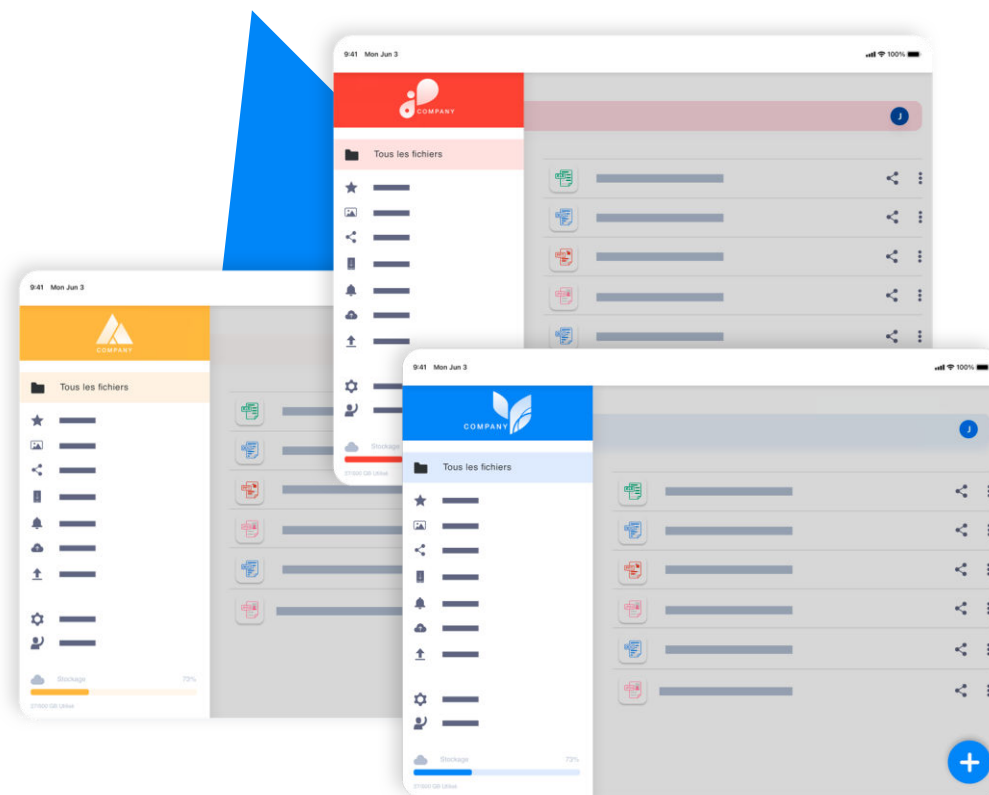 9:41 Mon Jun 3
100%
COMPANY
J
Tous les fichiers
Stockage
9:41 Mon Jun 3
COMPANY
Tous les fichiers
Stockage
73%
9:41 Mon Jun 3
100%
COMPANY
J
Tous les fichiers
Stockage
73%